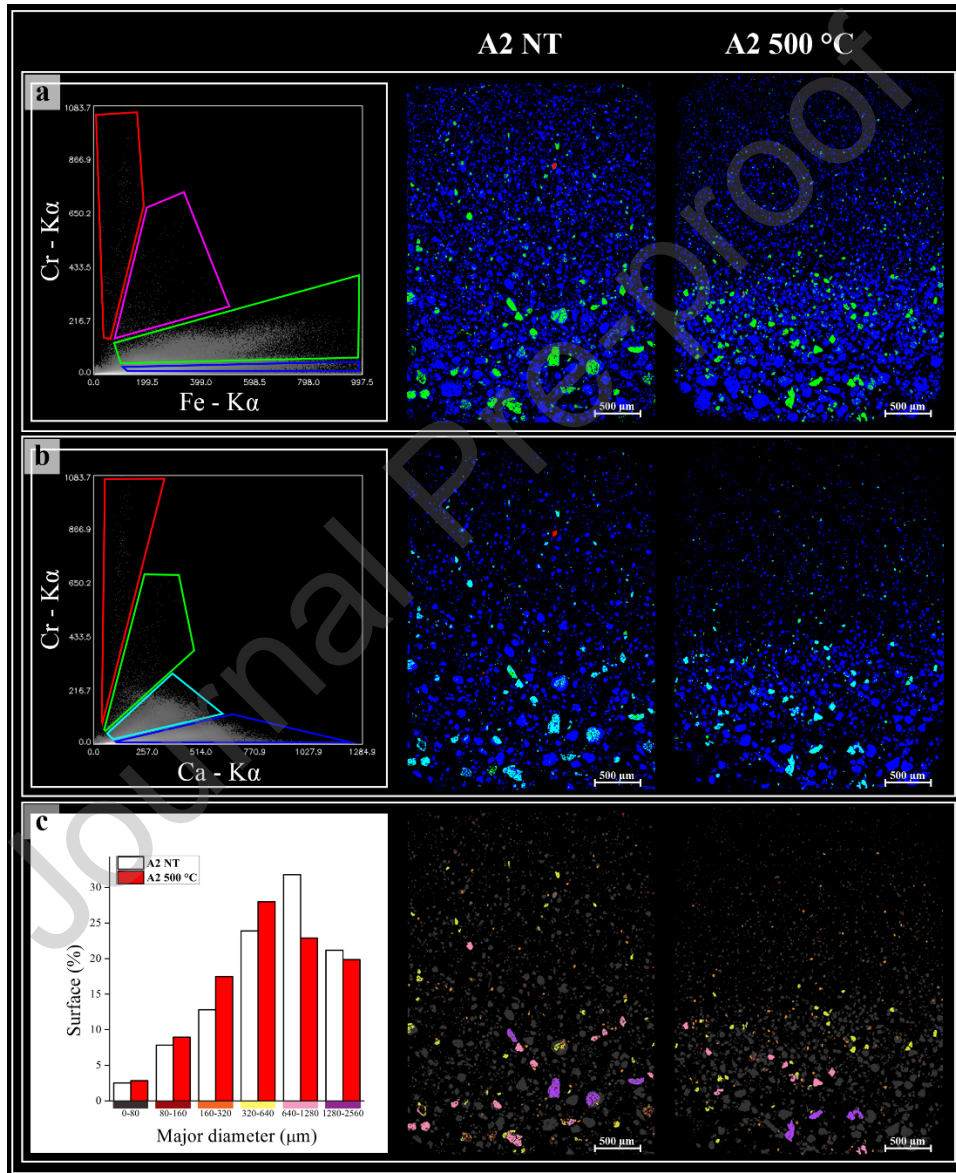 A2 NT
A2 500 °C
a
1083.7
866.9
650.2
433.5
216.7
0.0
Cr - Kα
0.0 199.5 399.0 598.5 798.0 997.5
Fe - Kα
500 µm
500 µm
b
1083.7
866.9
650.2
433.5
216.7
0.0
Cr - Kα
0.0 257.0 514.0 770.9 1027.9 1284.9
Ca - Kα
500 µm
500 µm
c
A2 NT
A2 500 °C
30
25
20
15
10
5
0
Surface (%)
0-80 80-160 160-320 320-640 640-1280 1280-2560
Major diameter (µm)
500 µm
500 µm
Journal Pre-proof